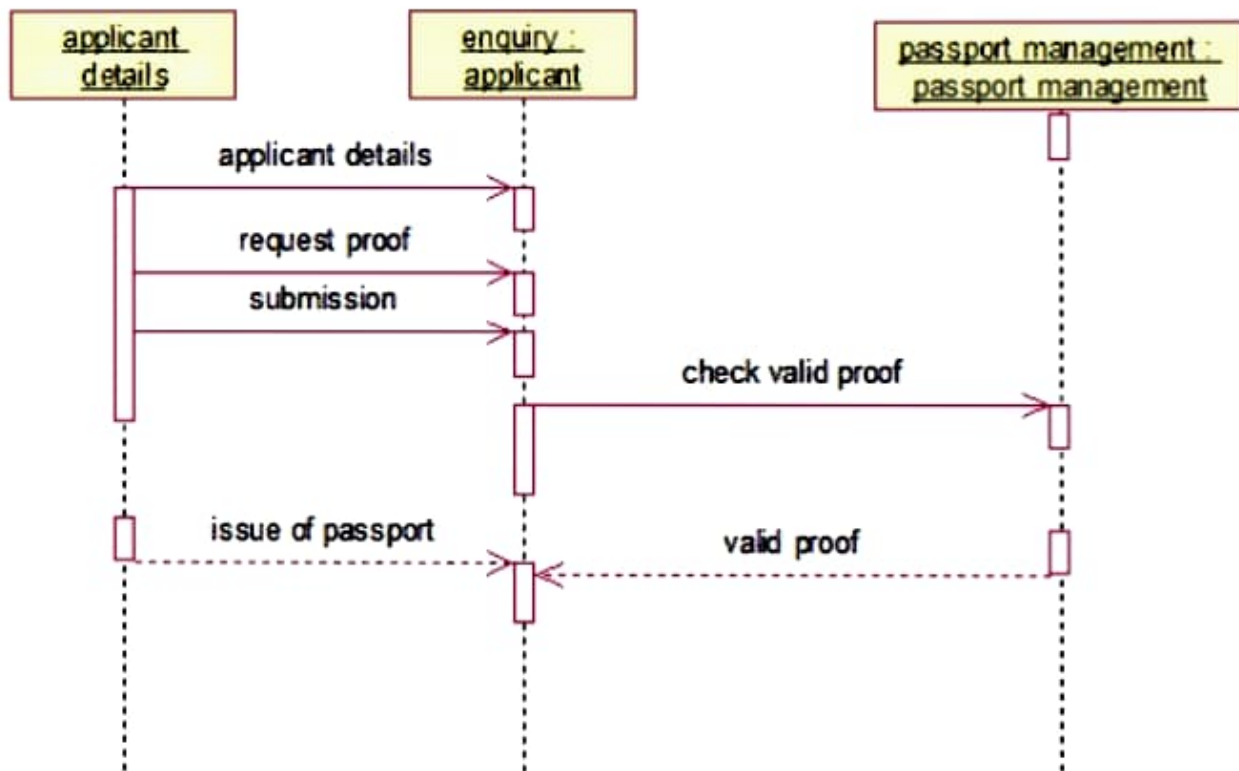 applicant
details
enquiry :
applicant
passport management :
passport management
applicant details
request proof
submission
check valid proof
issue of passport
valid proof